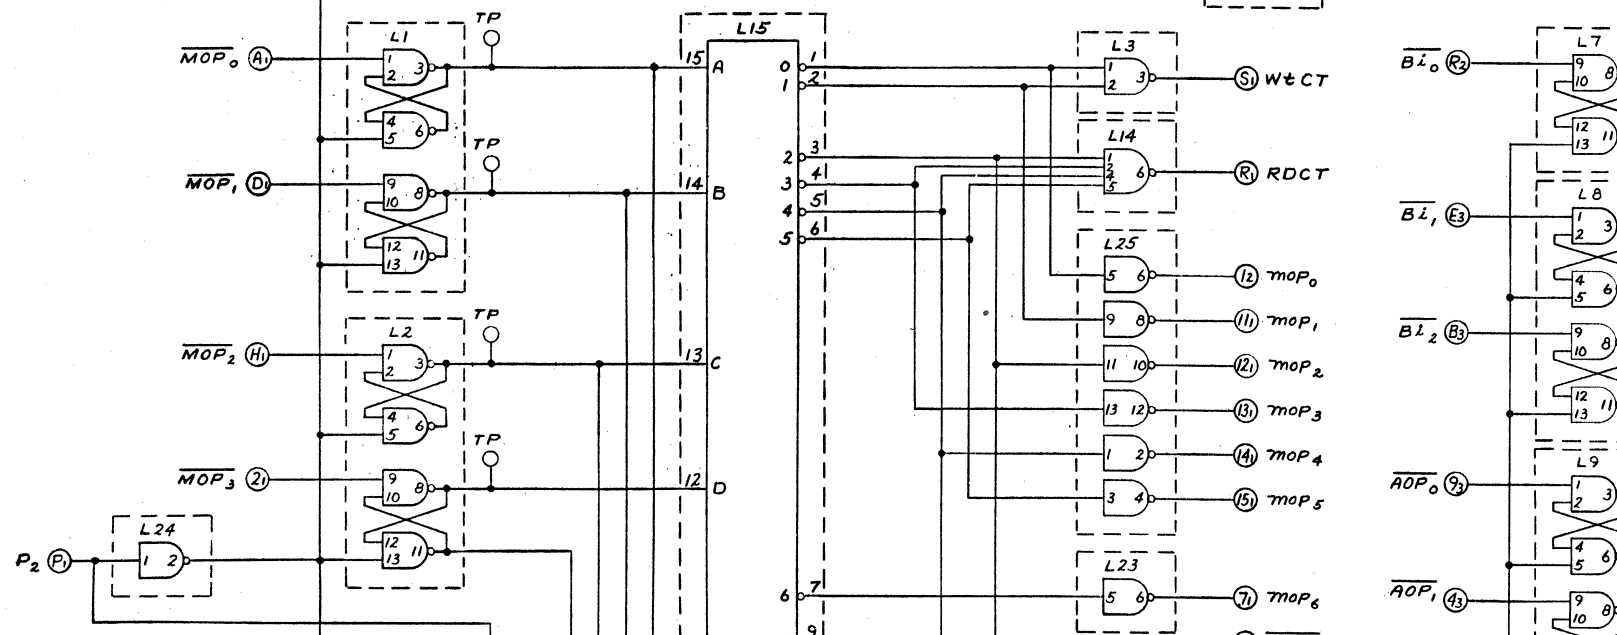 L1
TP
MOP0 A1
1
2
3
4
5
6
TP
MOP1 D1
9
10
8
12
13
11
L2
TP
MOP2 H1
1
2
3
4
5
6
TP
MOP3 21
9
10
8
12
13
11
L24
P2 P1
1 2
L15
15 A
14 B
13 C
12 D
0 1
1 2
2 3
3 4
4 5
5 6
6 7
9
L3
1
2
3
S1 WtCT
L14
1
2
4
5
6
R1 RDCT
L25
5 6
12 mOP0
9 8
111 mOP1
11 10
121 mOP2
13 12
131 mOP3
1 2
141 mOP4
3 4
151 mOP5
L23
5 6
71 mOP6
L7
Bi0 R2
9
10
8
12
13
11
L8
Bi1 E3
1
2
3
4
5
6
Bi2 B3
9
10
8
12
13
11
L9
AOP0 93
1
2
3
4
5
6
AOP1 43
9
10
8